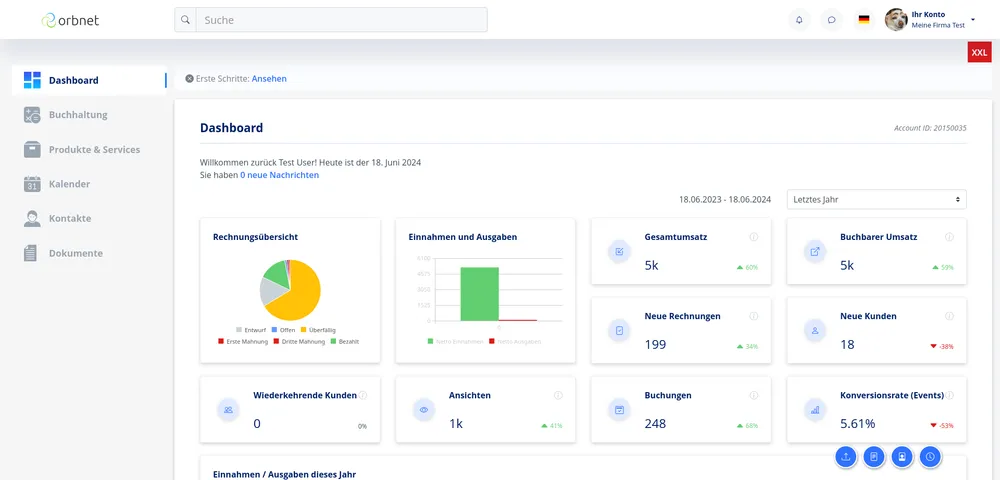 orbnet
Suche
Ihr Konto
Meine Firma Test
XXL
Dashboard
Buchhaltung
Produkte & Services
Kalender
31
Kontakte
Dokumente
Erste Schritte: Ansehen
Dashboard
Account ID: 20150035
Willkommen zurück Test User! Heute ist der 18. Juni 2024
Sie haben 0 neue Nachrichten
18.06.2023 - 18.06.2024
Letztes Jahr
Rechnungsübersicht
Entwurf Offen Überfällig
Erste Mahnung Dritte Mahnung Bezahlt
Einnahmen und Ausgaben
6100
4575
3050
1525
0
0
Netto Einnahmen Netto Ausgaben
Gesamtumsatz
5k
60%
Buchbarer Umsatz
5k
59%
Neue Rechnungen
199
34%
Neue Kunden
18
-38%
Wiederkehrende Kunden
0
0%
Ansichten
1k
41%
Buchungen
248
68%
Konversionsrate (Events)
5.61%
-53%
Einnahmen / Ausgaben dieses Jahr